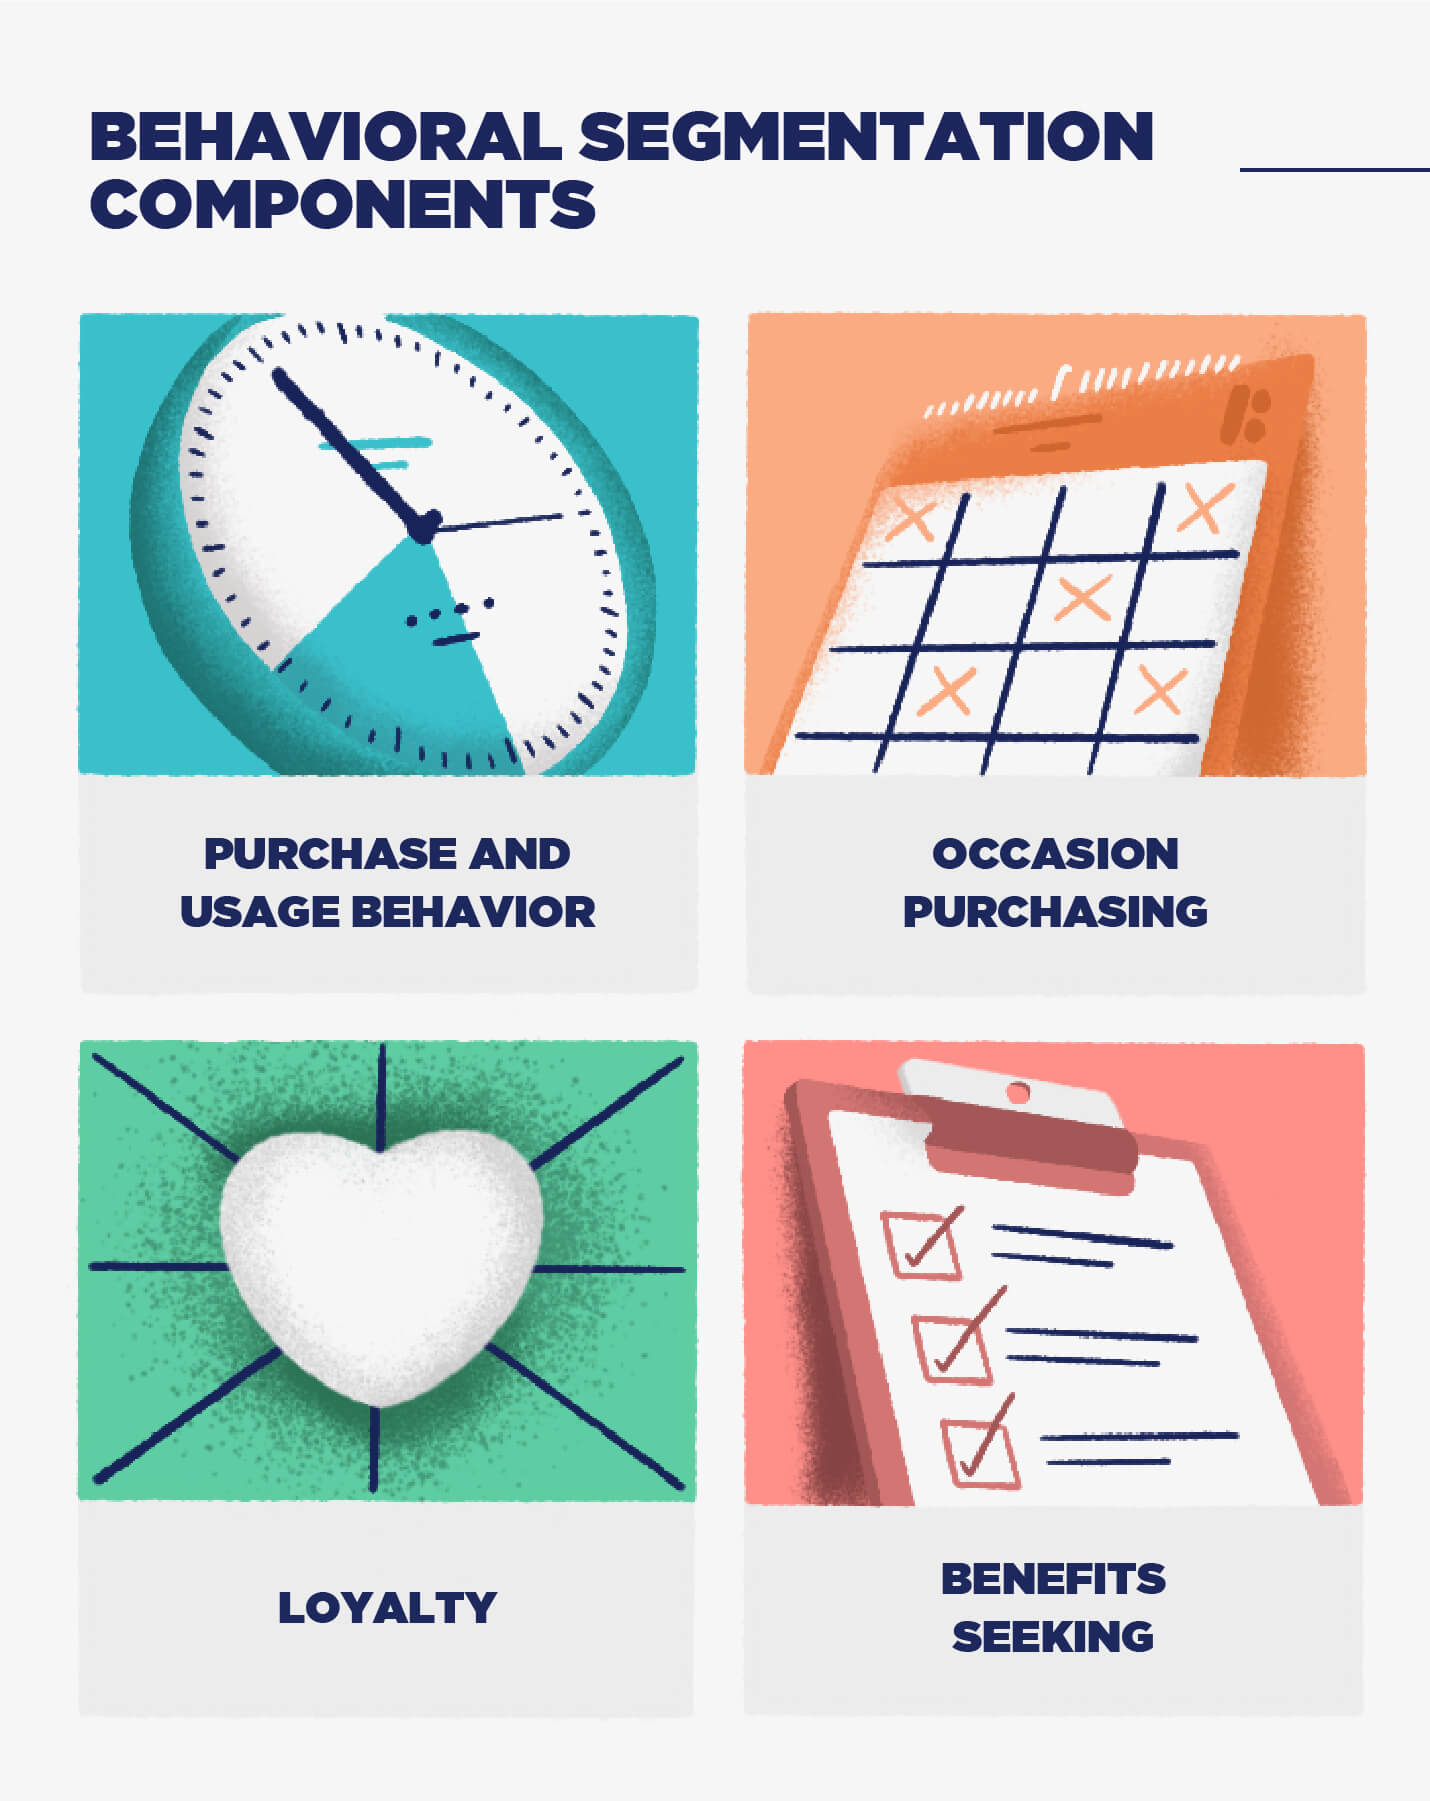 BEHAVIORAL SEGMENTATION
COMPONENTS
PURCHASE AND
USAGE BEHAVIOR
OCCASION
PURCHASING
LOYALTY
BENEFITS
SEEKING